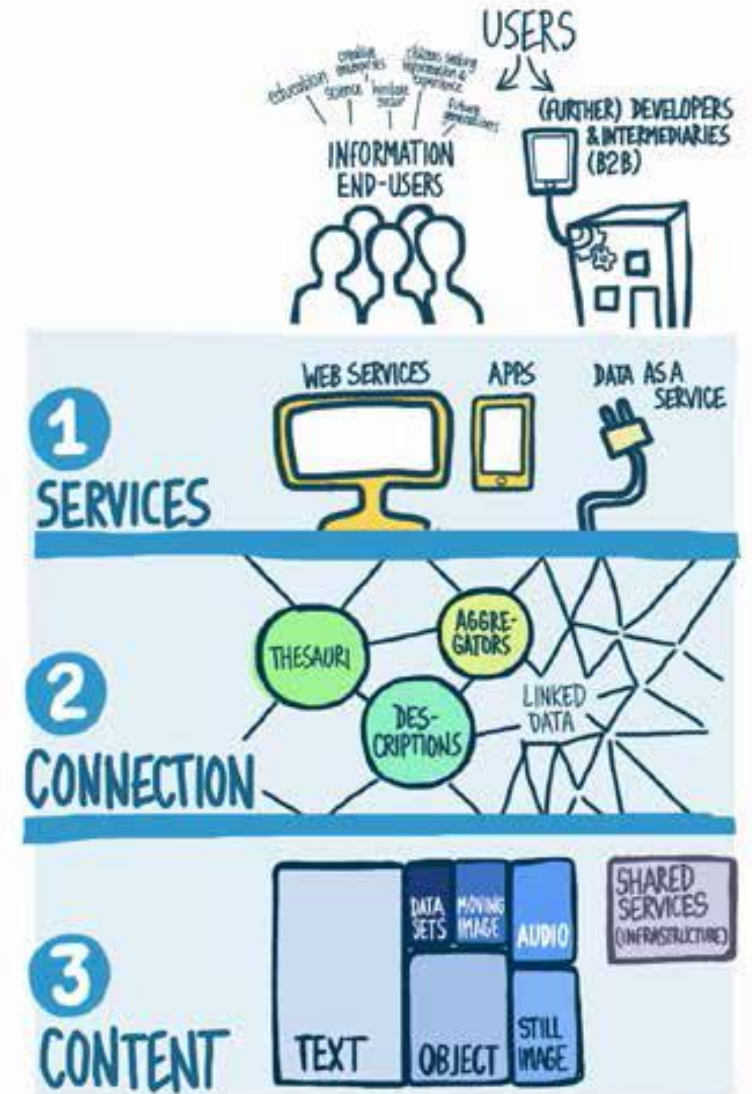 USERS
education
creative
enterprises
science
heritage
sector
citizens seeking
information &
experience
future
generations
INFORMATION
END-USERS
(FURTHER) DEVELOPERS
& INTERMEDIARIES
(B2B)
1
SERVICES
WEB SERVICES
APPS
DATA AS A
SERVICE
2
CONNECTION
THESAURI
AGGRE-
GATORS
DES-
CRIPTIONS
LINKED
DATA
3
CONTENT
TEXT
DATA
SETS
MOVING
IMAGE
AUDIO
OBJECT
STILL
IMAGE
SHARED
SERVICES
(INFRASTRUCTURE)